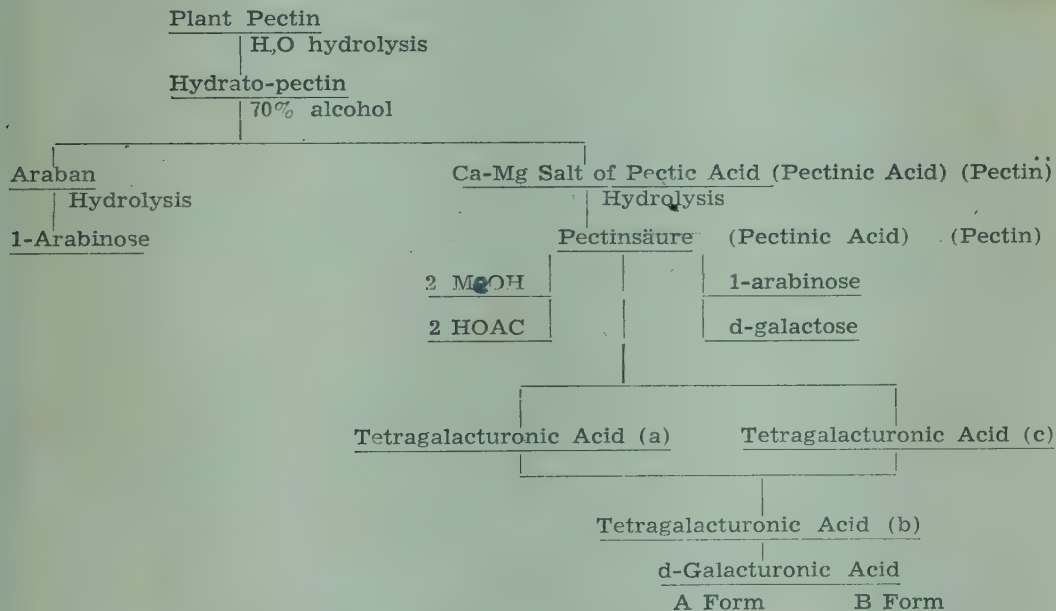 Plant Pectin
H2O hydrolysis
Hydrato-pectin
70% alcohol
Araban
Ca-Mg Salt of Pectic Acid (Pectinic Acid) (Pectin)
Hydrolysis
Hydrolysis
1-Arabinose
Pectinsäure (Pectinic Acid) (Pectin)
2 MeOH
1-arabinose
2 HOAC
d-galactose
Tetragalacturonic Acid (a)
Tetragalacturonic Acid (c)
Tetragalacturonic Acid (b)
d-Galacturonic Acid
A Form B Form